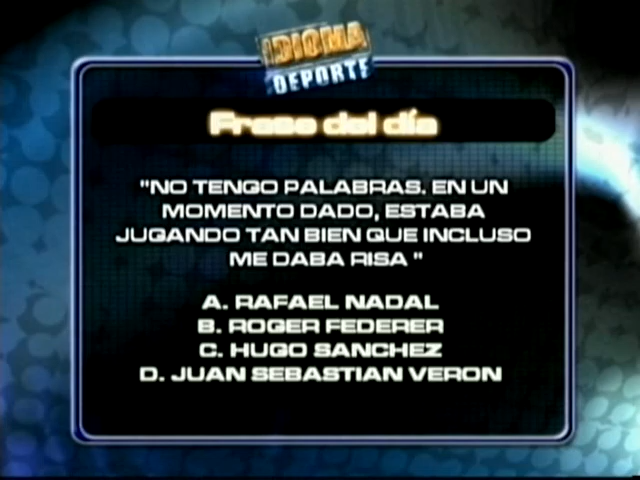 IDIOMA
DEPORTE
Frase del día
"NO TENGO PALABRAS. EN UN
MOMENTO DADO, ESTABA
JUGANDO TAN BIEN QUE INCLUSO
ME DABA RISA "
A. RAFAEL NADAL
B. ROGER FEDERER
C. HUGO SANCHEZ
D. JUAN SEBASTIAN VERON